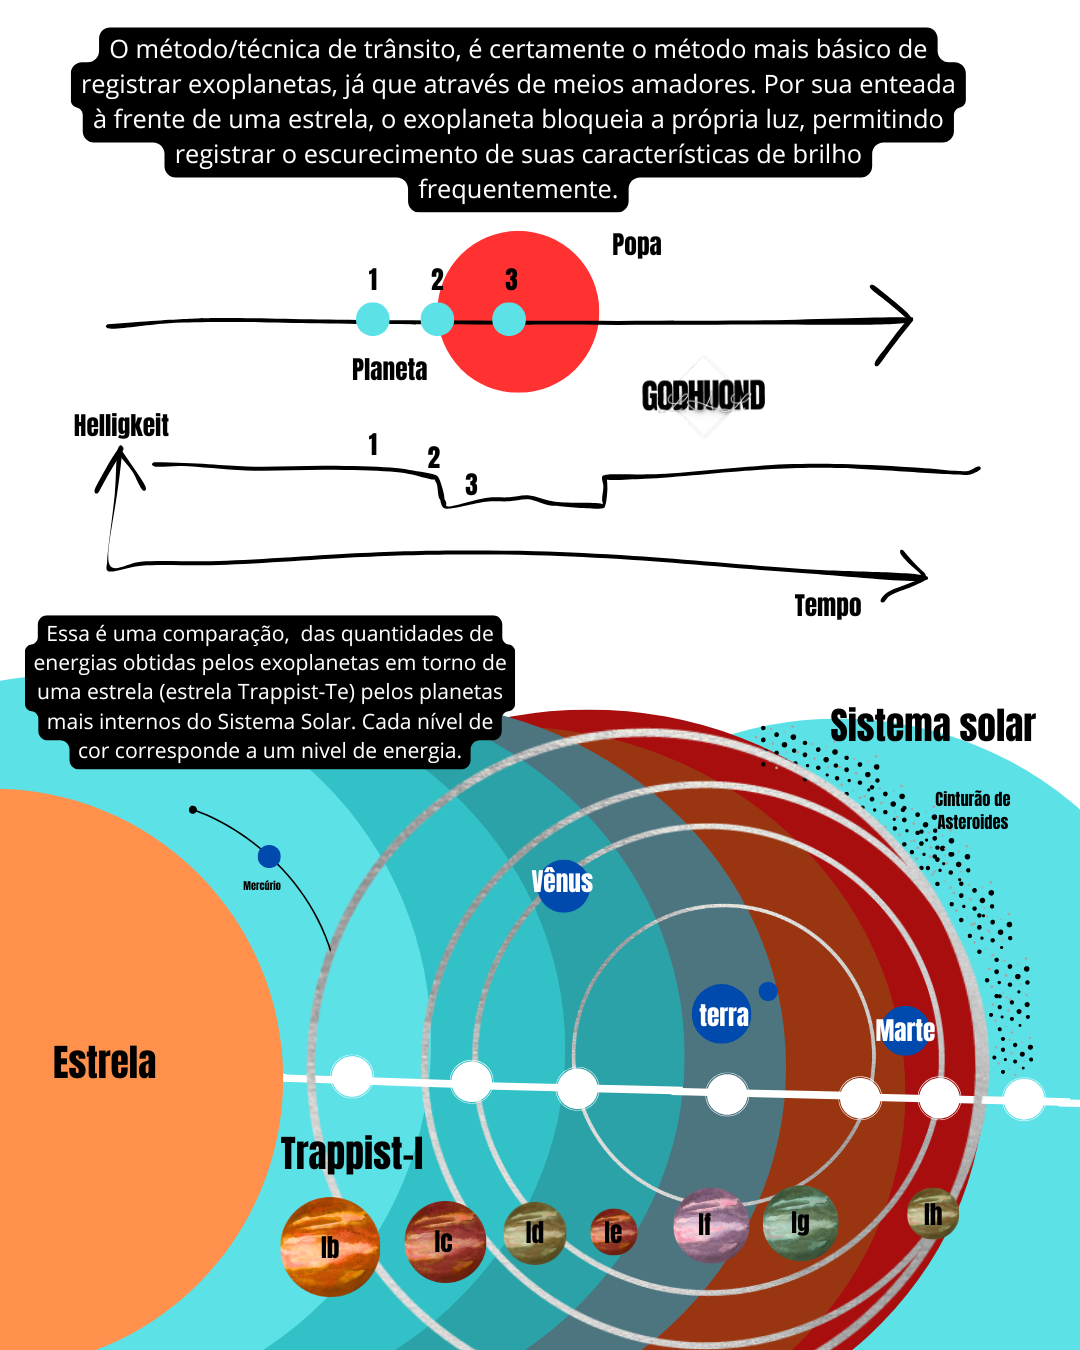 O método/técnica de trânsito, é certamente o método mais básico de
registrar exoplanetas, já que através de meios amadores. Por sua enteada
à frente de uma estrela, o exoplaneta bloqueia a própria luz, permitindo
registrar o escurecimento de suas características de brilho
frequentemente.
Popa
1
2
3
Planeta
GODHUOND
Helligkeit
1
2
3
Tempo
Essa é uma comparação,  das quantidades de
energias obtidas pelos exoplanetas em torno de
uma estrela (estrela Trappist-Te) pelos planetas
mais internos do Sistema Solar. Cada nível de
cor corresponde a um nivel de energia.
Sistema solar
Cinturão de
Asteroides
Mercúrio
Vênus
terra
Marte
Estrela
Trappist-I
Ib
Ic
Id
Ie
If
Ig
Ih